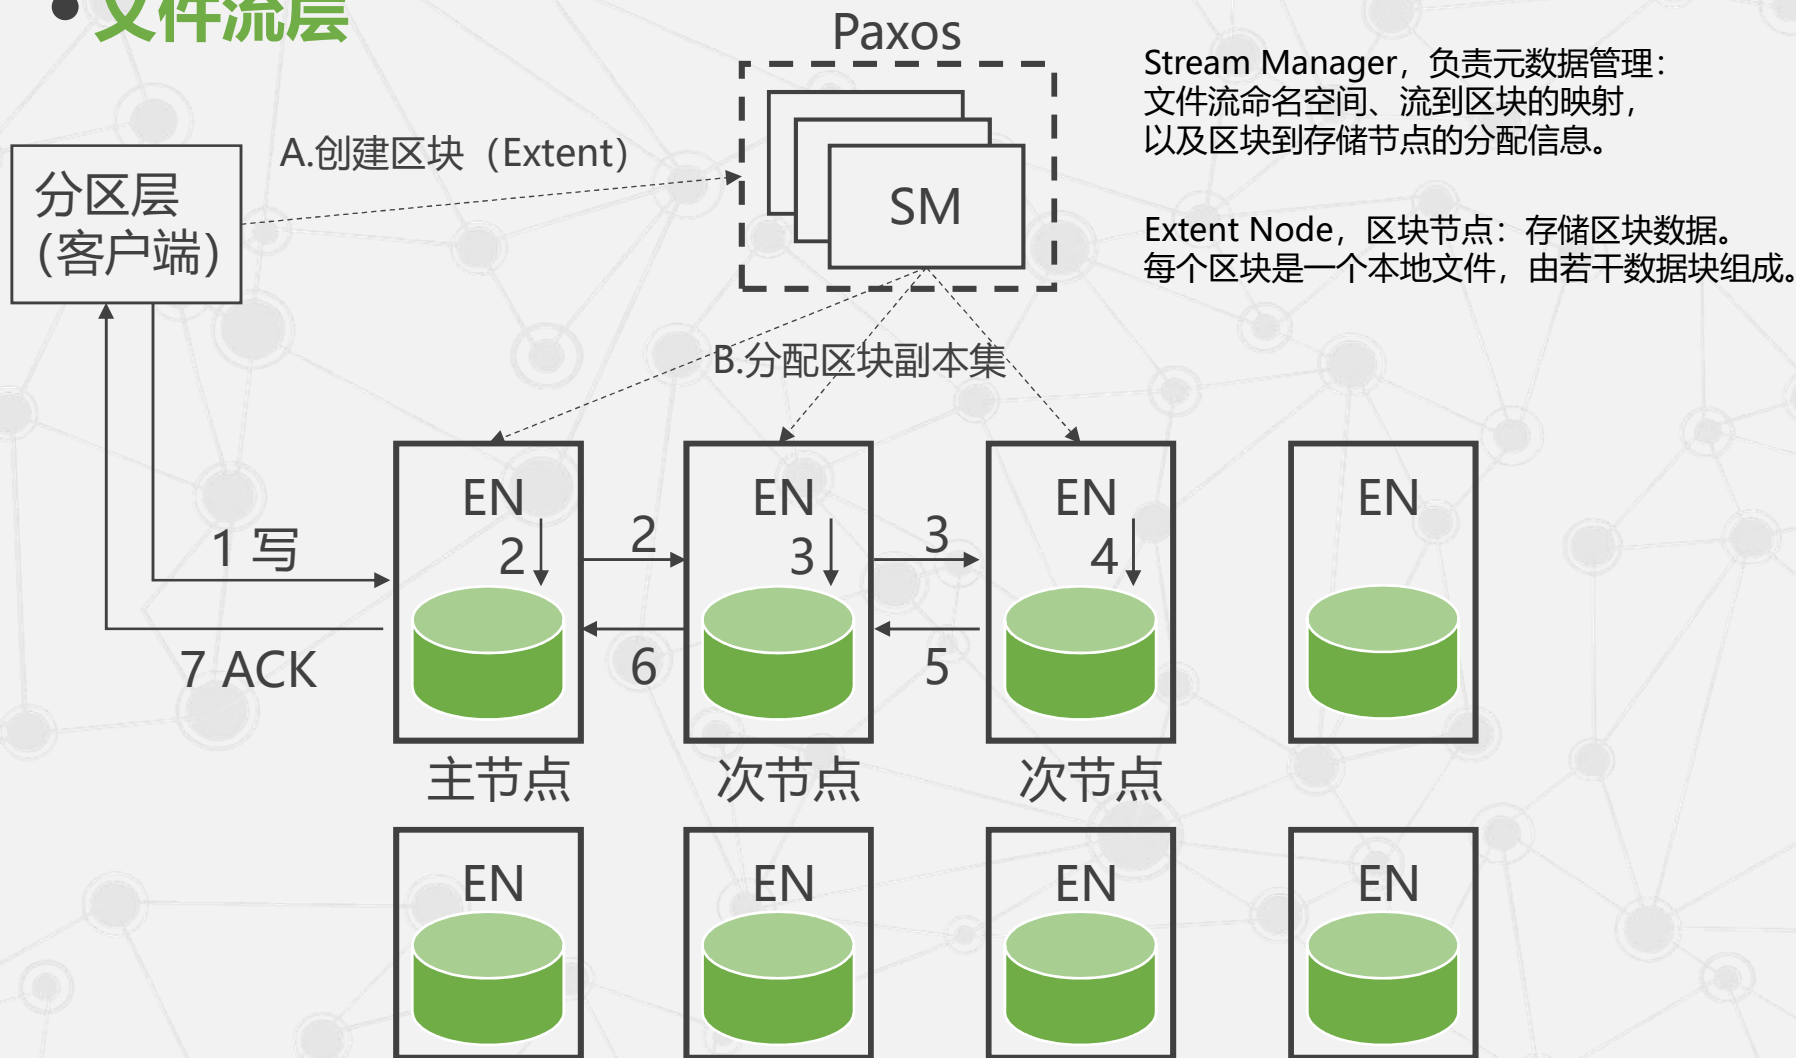 • 文件流层
Paxos
Stream Manager，负责元数据管理：
文件流命名空间、流到区块的映射，
以及区块到存储节点的分配信息。
A.创建区块（Extent）
分区层
（客户端）
SM
Extent Node，区块节点：存储区块数据。
每个区块是一个本地文件，由若干数据块组成。
B.分配区块副本集
EN
EN
EN
EN
1 写
2
2
3
3
4
7 ACK
6
5
主节点
次节点
次节点
EN
EN
EN
EN